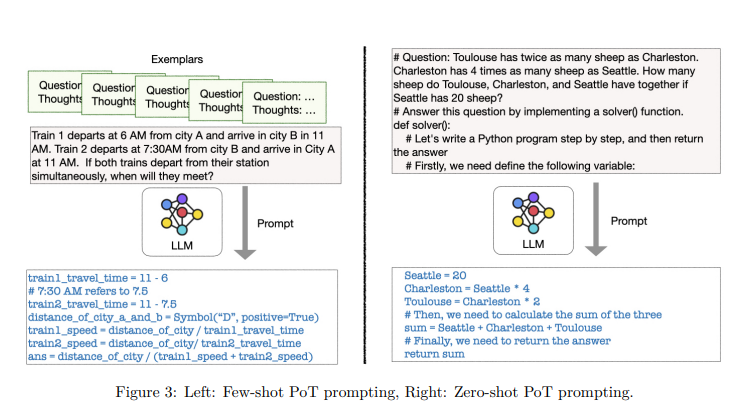 Exemplars
Question
Thoughts
Question
Thoughts
Question
Thoughts
Question
Thoughts
Question: ...
Thoughts: ...
Train 1 departs at 6 AM from city A and arrive in city B in 11
AM. Train 2 departs at 7:30AM from city B and arrive in City A
at 11 AM.  If both trains depart from their station
simultaneously, when will they meet?
LLM
Prompt
train1_travel_time = 11 - 6
# 7:30 AM refers to 7.5
train2_travel_time = 11 - 7.5
distance_of_city_a_and_b = Symbol("D", positive=True)
train1_speed = distance_of_city / train1_travel_time
train2_speed = distance_of_city/ train2_travel_time
ans = distance_of_city / (train1_speed + train2_speed)
# Question: Toulouse has twice as many sheep as Charleston.
Charleston has 4 times as many sheep as Seattle. How many
sheep do Toulouse, Charleston, and Seattle have together if
Seattle has 20 sheep?
# Answer this question by implementing a solver() function.
def solver():
# Let's write a Python program step by step, and then return
the answer
# Firstly, we need define the following variable:
LLM
Prompt
Seattle = 20
Charleston = Seattle * 4
Toulouse = Charleston * 2
# Then, we need to calculate the sum of the three
sum = Seattle + Charleston + Toulouse
# Finally, we need to return the answer
return sum
Figure 3: Left: Few-shot PoT prompting, Right: Zero-shot PoT prompting.